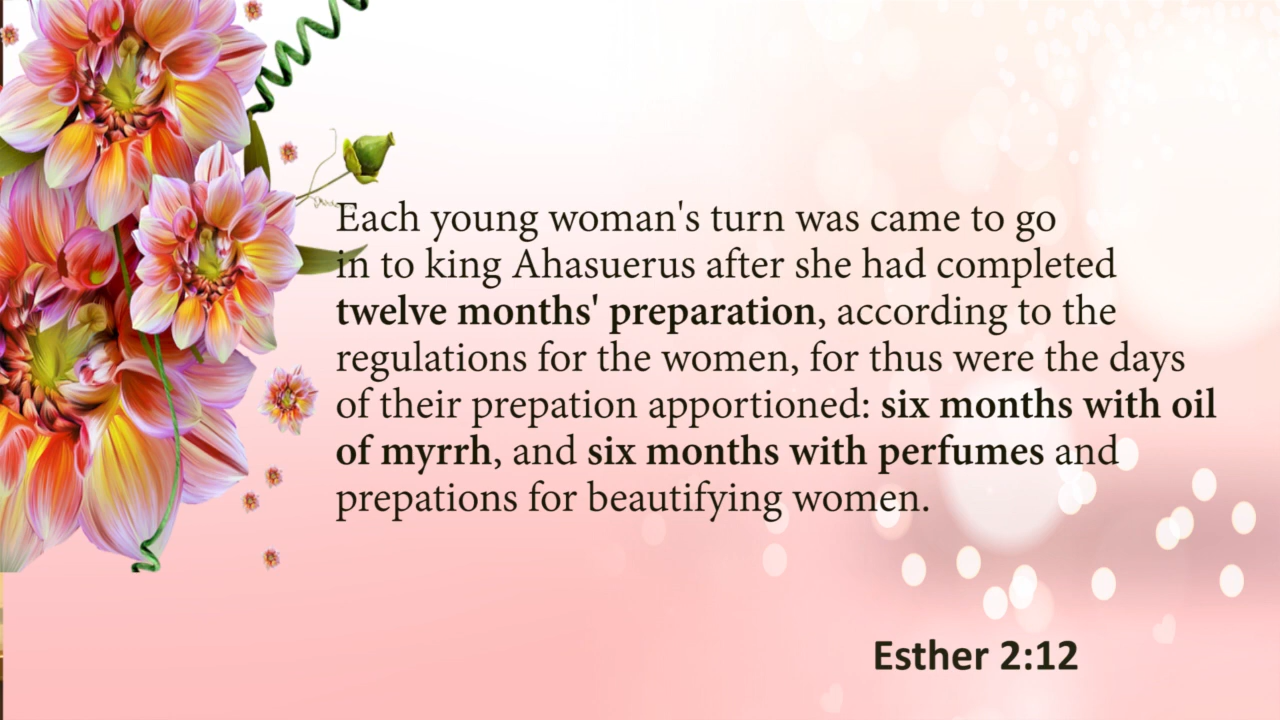 Each young woman's turn was came to go
in to king Ahasuerus after she had completed
twelve months' preparation, according to the
regulations for the women, for thus were the days
of their prepation apportioned: six months with oil
of myrrh, and six months with perfumes and
prepations for beautifying women.
Esther 2:12